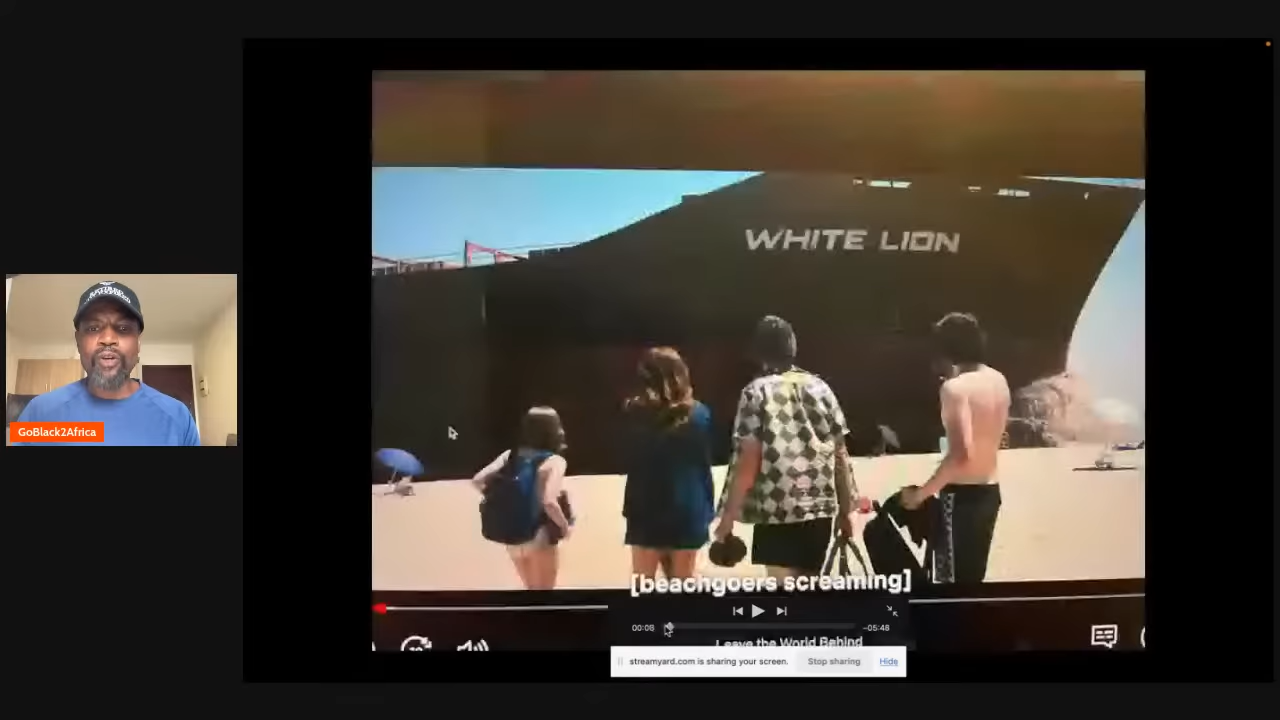 WHITE LION
GoBlack2Africa
[beachgoers screaming]
00:08
-05:48
Leave the World Behind
streamyard.com is sharing your screen.
Stop sharing
Hide